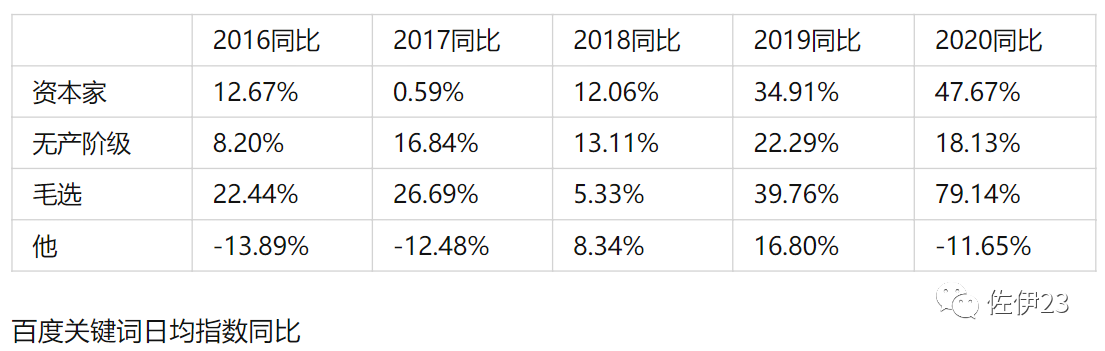 2016同比 2017同比 2018同比 2019同比 2020同比
资本家 12.67% 0.59% 12.06% 34.91% 47.67%
无产阶级 8.20% 16.84% 13.11% 22.29% 18.13%
毛选 22.44% 26.69% 5.33% 39.76% 79.14%
他 -13.89% -12.48% 8.34% 16.80% -11.65%
佐伊23
百度关键词日均指数同比